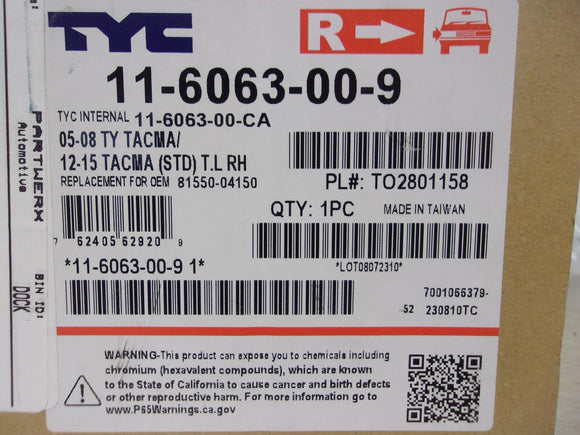 TYC
R
11-6063-00-9
TYC INTERNAL 11-6063-00-CA
05-08 TY TACMA/
12-15 TACMA (STD) T.L RH
REPLACEMENT FOR OEM 81550-04150
PL#: TO2801158
QTY: 1PC MADE IN TAIWAN
7 62405 62920 9
*LOT08072310*
*11-6063-00-9 1*
7001066379-
52 230810TC
WARNING-This product can expose you to chemicals including
chromium (hexavalent compounds), which are known
to the State of California to cause cancer and birth defects
or other reproductive harm. For more information go to
www.P65Warnings.ca.gov
PARTWERX
Automotive
BIN ID:
DOCK